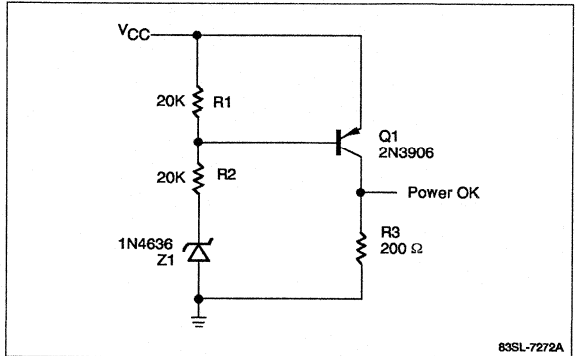 VCC
20K R1
Q1
2N3906
20K R2
Power OK
1N4636
Z1
R3
200 Ω
83SL-7272A